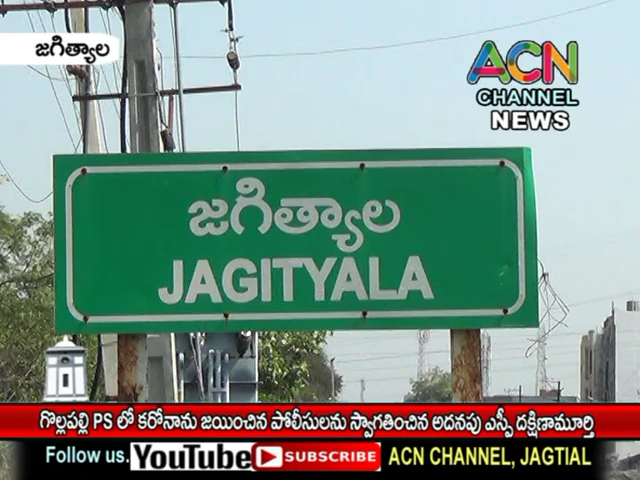 జగిత్యాల
ACN
CHANNEL
NEWS
జగిత్యాల
JAGITYALA
గొల్లపల్లి PS లో కరోనాను జయించిన పోలీసులను స్వాగతించిన అదనపు ఎస్పీ దక్షిణామూర్తి
Follow us. YouTube SUBSCRIBE ACN CHANNEL, JAGTIAL